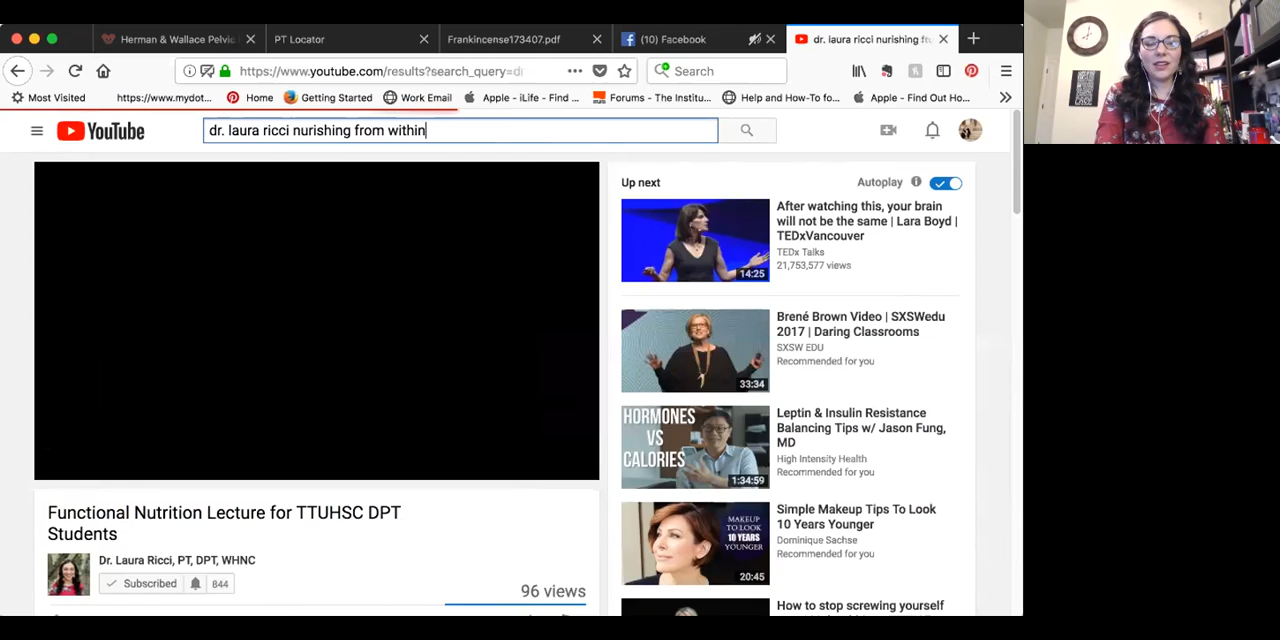 Herman & Wallace Pelvic
PT Locator
Frankincense173407.pdf
(10) Facebook
dr. laura ricci nurishing fr
https://www.youtube.com/results?search_query=d
Search
Most Visited
https://www.mydot...
Home
Getting Started
Work Email
Apple - iLife - Find ...
Forums - The Institu...
Help and How-To fo...
Apple - Find Out Ho...
YouTube
dr. laura ricci nurishing from within
Up next
Autoplay
After watching this, your brain
will not be the same | Lara Boyd |
TEDxVancouver
TEDx Talks
21,753,577 views
14:25
Brené Brown Video | SXSWedu
2017 | Daring Classrooms
SXSW EDU
Recommended for you
33:34
HORMONES
VS
CALORIES
Leptin & Insulin Resistance
Balancing Tips w/ Jason Fung,
MD
High Intensity Health
Recommended for you
1:34:59
Simple Makeup Tips To Look
10 Years Younger
Dominique Sachse
Recommended for you
MAKEUP
TO LOOK
10 YEARS
YOUNGER
20:45
How to stop screwing yourself
Functional Nutrition Lecture for TTUHSC DPT
Students
Dr. Laura Ricci, PT, DPT, WHNC
Subscribed
844
96 views